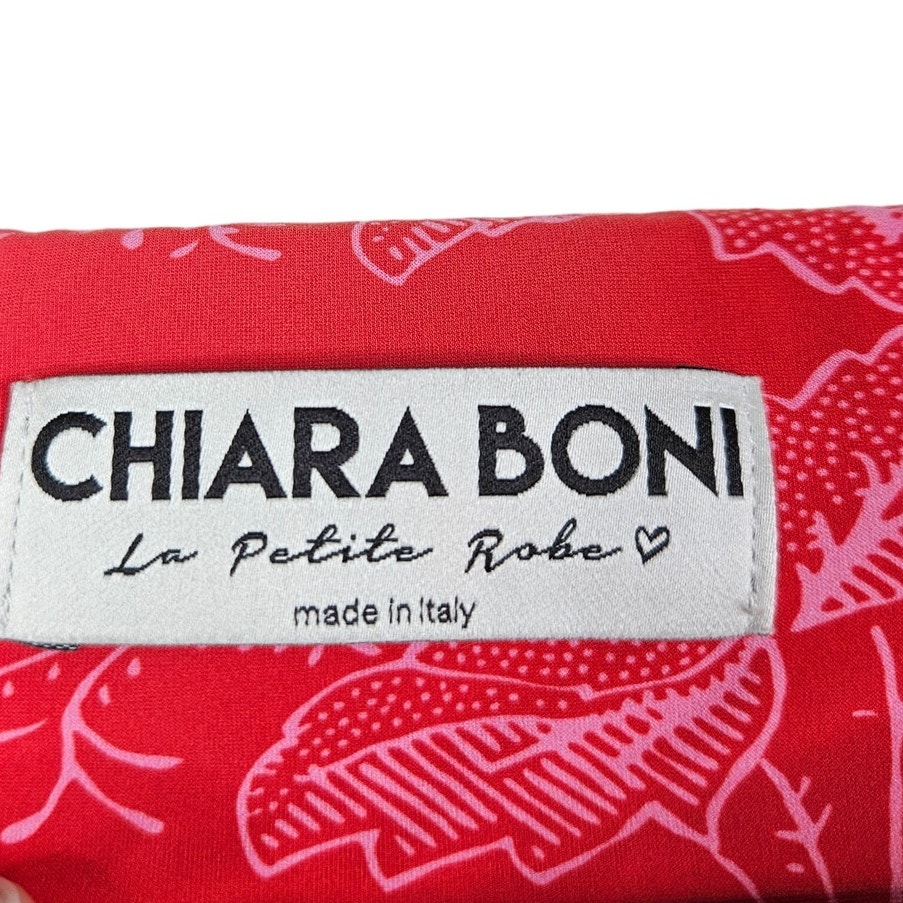 CHIARA BONI
La Petite Robe ♡
made in Italy